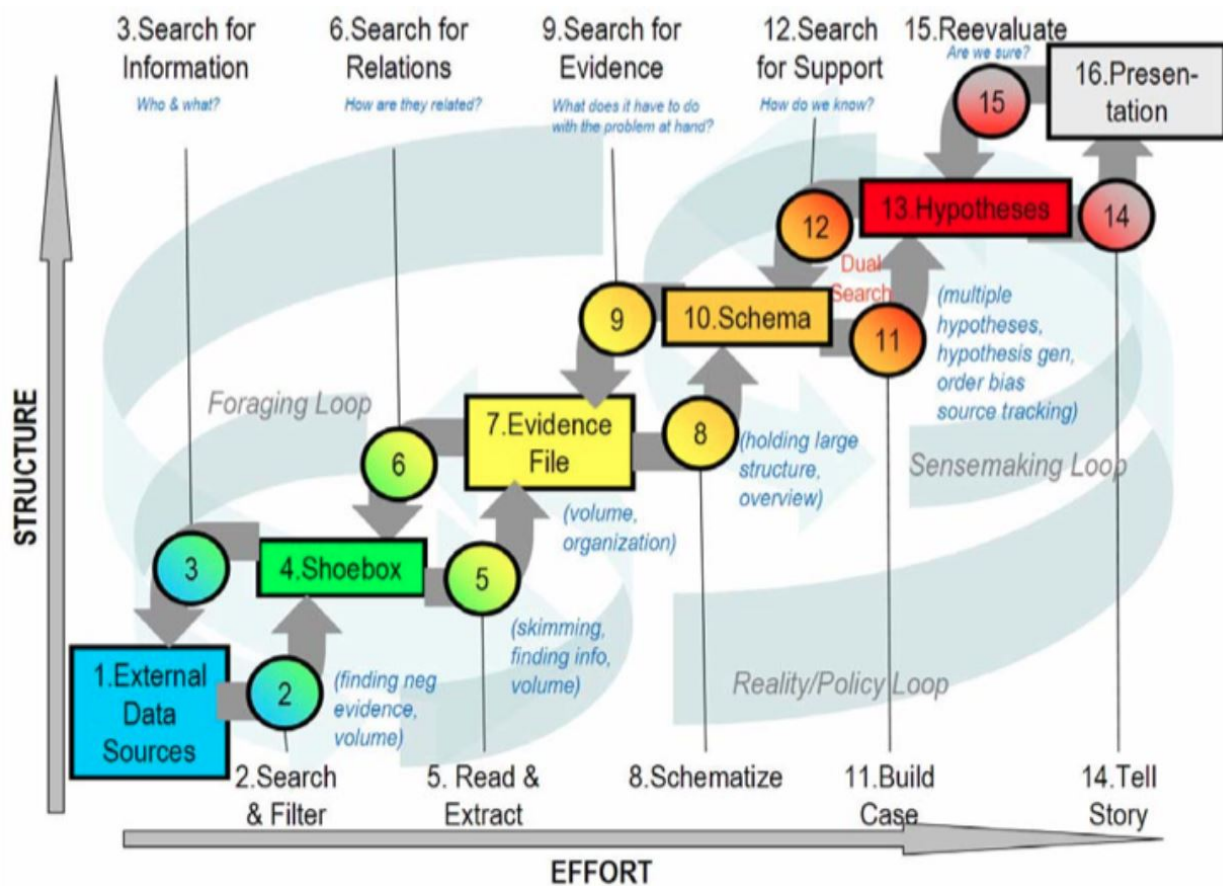 3.Search for
Information
Who & what?
6.Search for
Relations
How are they related?
9.Search for
Evidence
What does it have to do
with the problem at hand?
12.Search
for Support
How do we know?
15.Reevaluate
Are we sure?
16.Presen-
tation
15
14
13.Hypotheses
12
Dual
Search
11
(multiple
hypotheses,
hypothesis gen,
order bias
source tracking)
10.Schema
9
8
(holding large
structure,
overview)
Foraging Loop
Sensemaking Loop
7.Evidence
File
6
(volume,
organization)
4.Shoebox
3
5
(skimming,
finding info,
volume)
1.External
Data
Sources
2
(finding neg
evidence,
volume)
Reality/Policy Loop
2.Search
& Filter
5. Read &
Extract
8.Schematize
11.Build
Case
14.Tell
Story
STRUCTURE
EFFORT